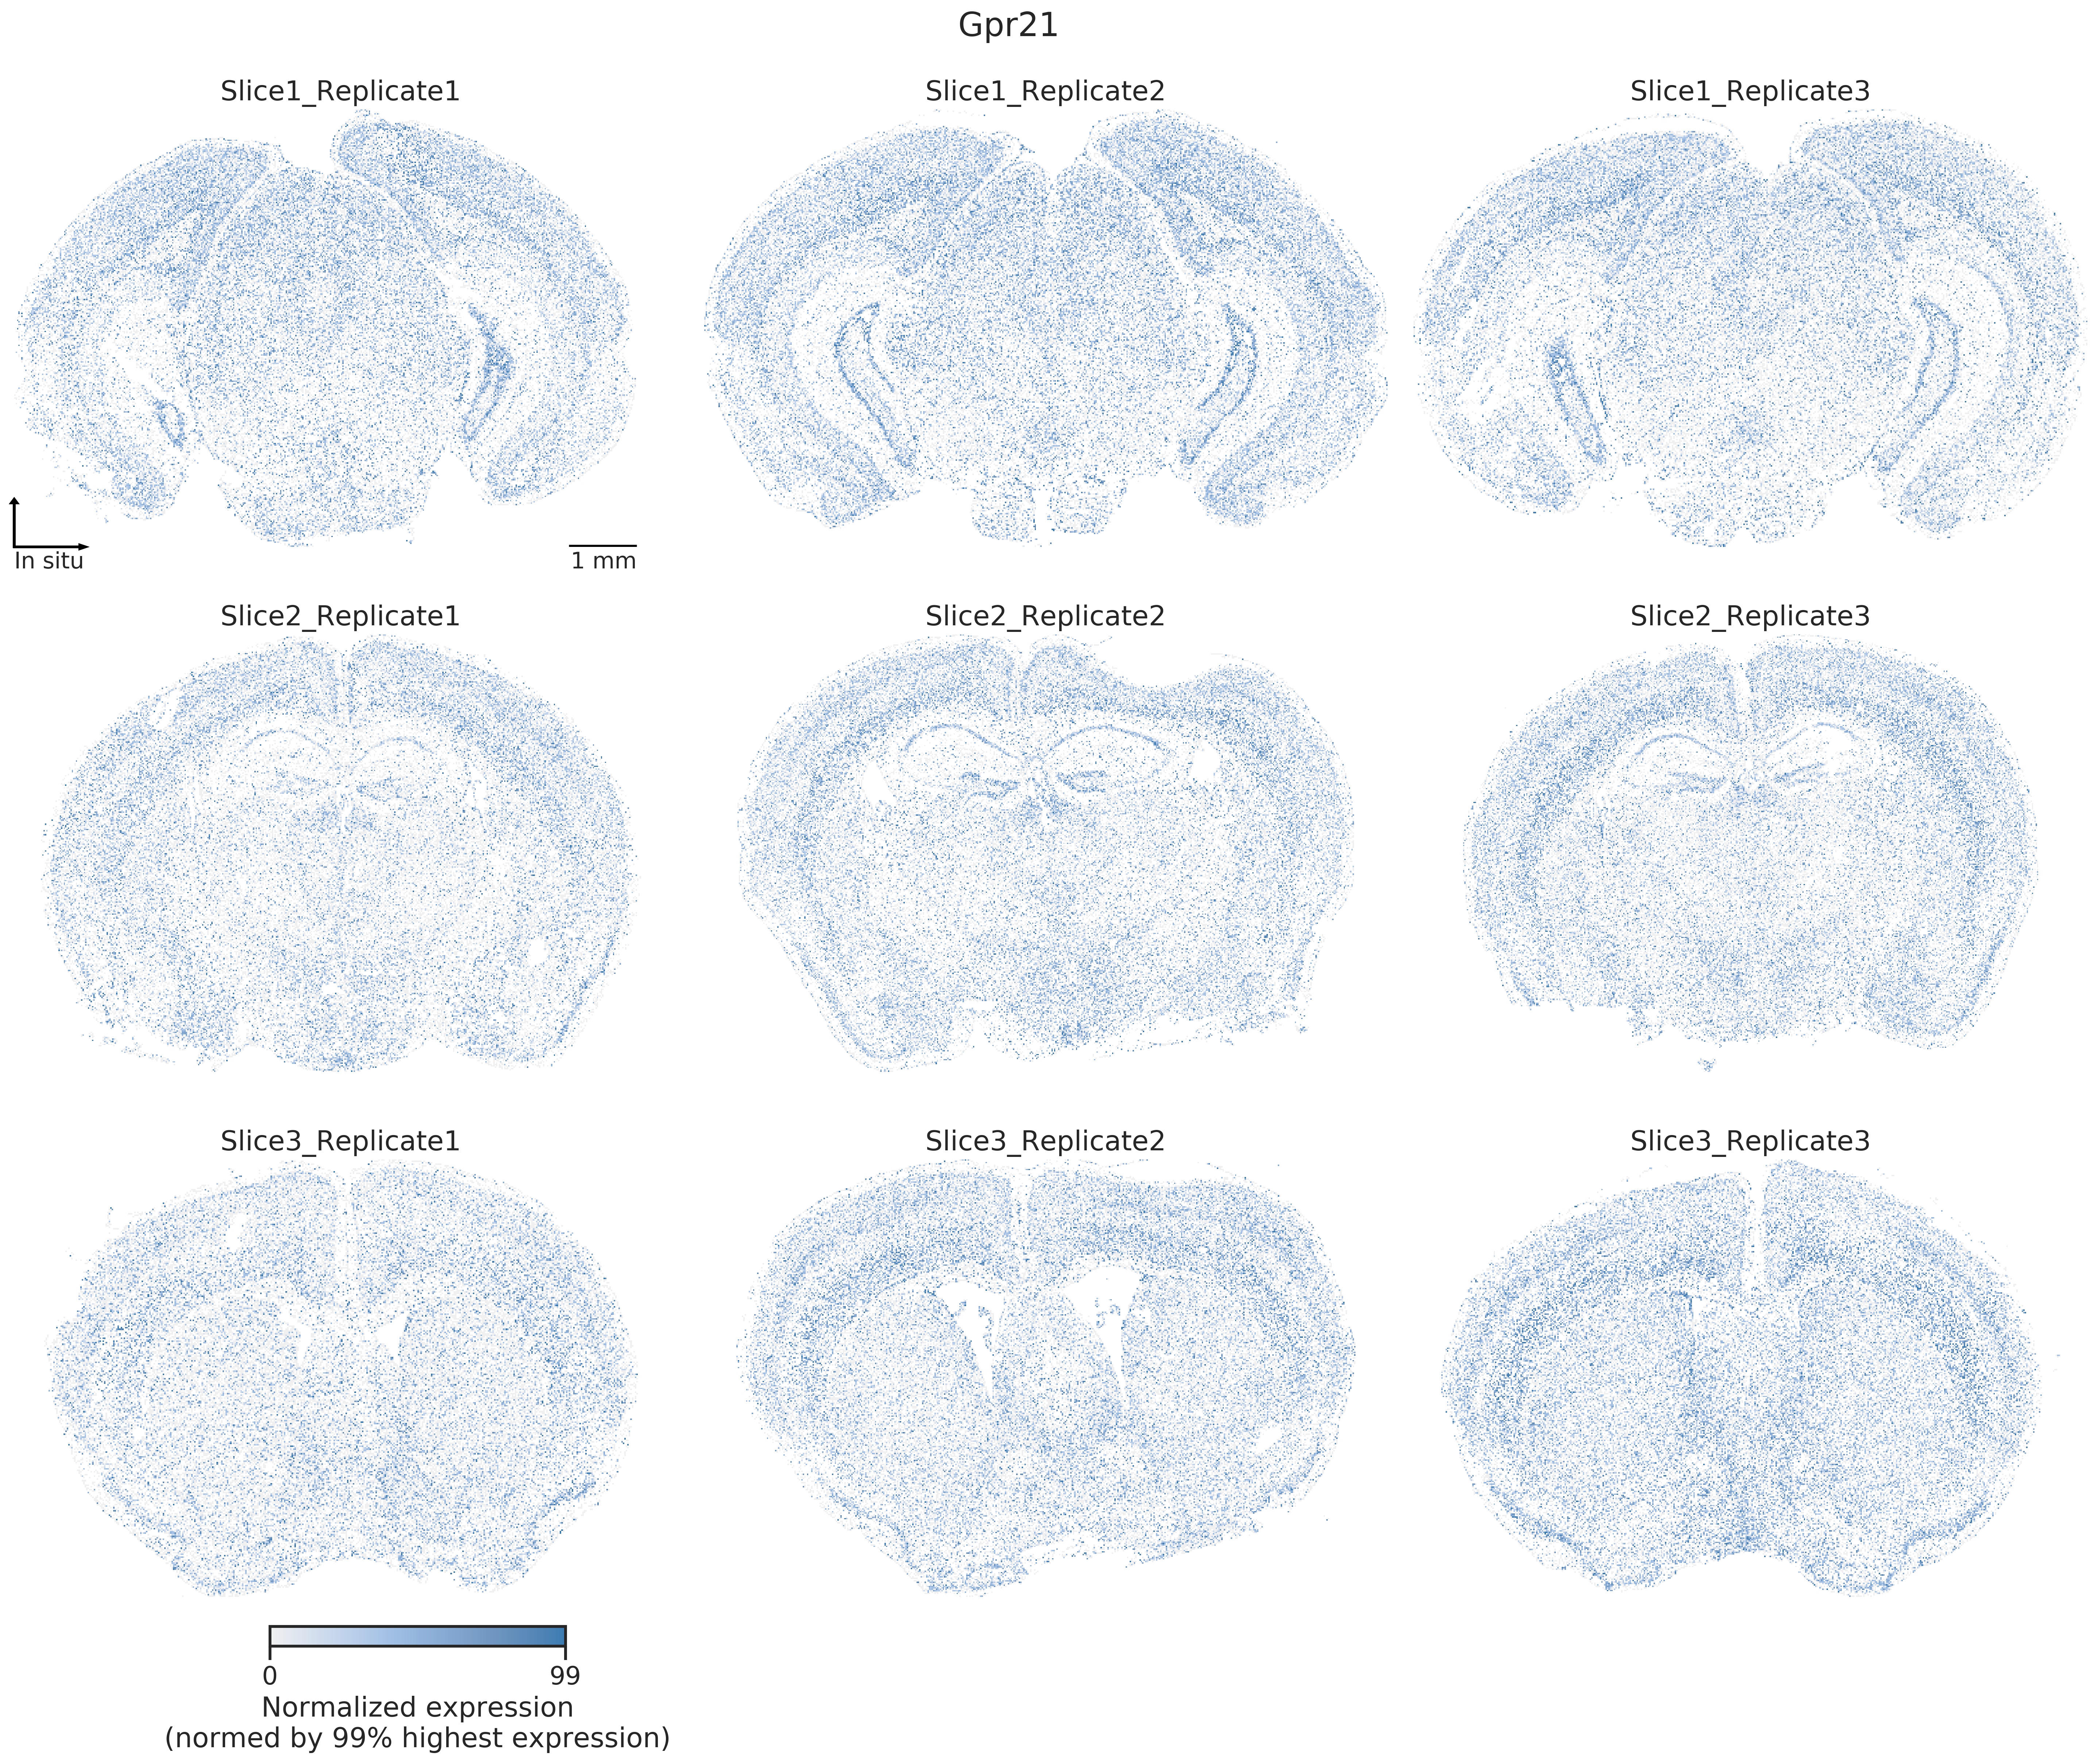 Gpr21
Slice1_Replicate1
Slice1_Replicate2
Slice1_Replicate3
In situ
1 mm
Slice2_Replicate1
Slice2_Replicate2
Slice2_Replicate3
Slice3_Replicate1
Slice3_Replicate2
Slice3_Replicate3
0
99
Normalized expression
(normed by 99% highest expression)